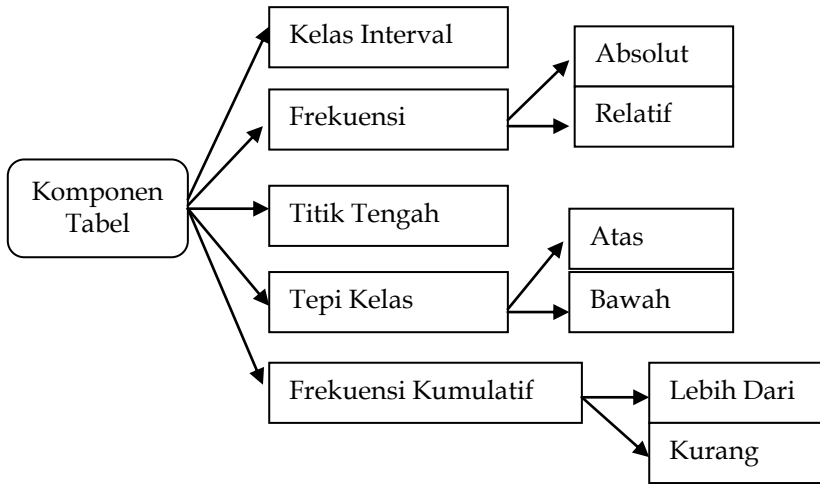 Komponen
Tabel
Kelas Interval
Frekuensi
Absolut
Relatif
Titik Tengah
Tepi Kelas
Atas
Bawah
Frekuensi Kumulatif
Lebih Dari
Kurang